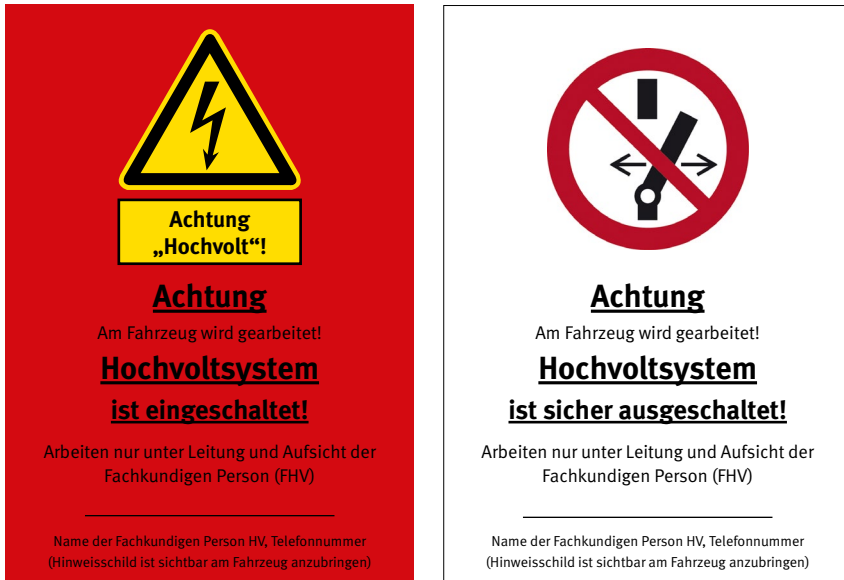 Achtung
„Hochvolt“!
Achtung
Am Fahrzeug wird gearbeitet!
Hochvoltsystem
ist eingeschaltet!
Arbeiten nur unter Leitung und Aufsicht der
Fachkundigen Person (FHV)
Name der Fachkundigen Person HV, Telefonnummer
(Hinweisschild ist sichtbar am Fahrzeug anzubringen)
Achtung
Am Fahrzeug wird gearbeitet!
Hochvoltsystem
ist sicher ausgeschaltet!
Arbeiten nur unter Leitung und Aufsicht der
Fachkundigen Person (FHV)
Name der Fachkundigen Person HV, Telefonnummer
(Hinweisschild ist sichtbar am Fahrzeug anzubringen)